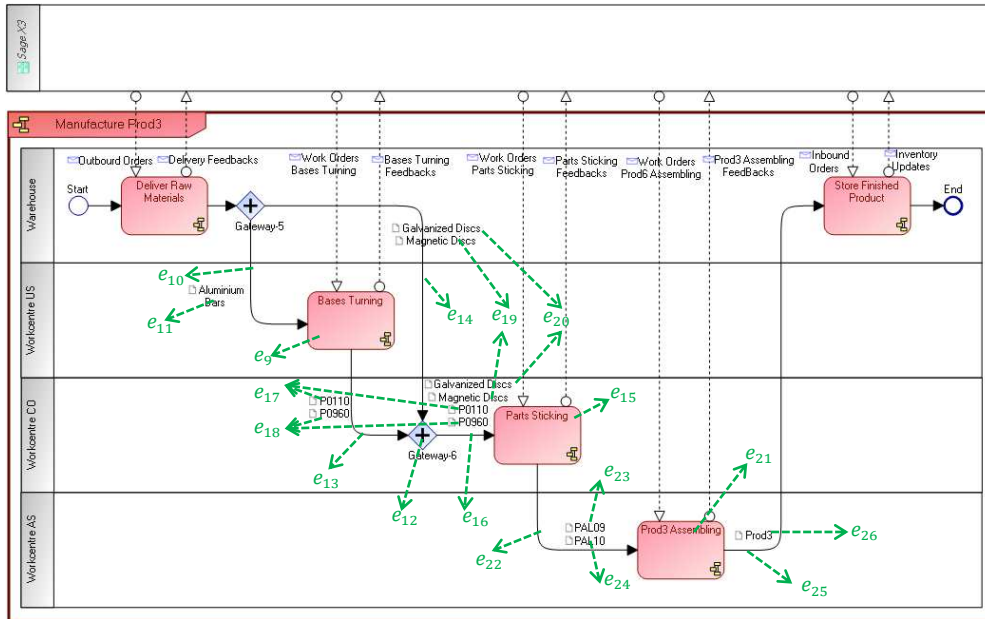 Sage X3
Manufacture Prod3
Outbound Orders
Delivery Feedbacks
Work Orders
Bases Turning
Bases Turning
Feedbacks
Work Orders
Parts Sticking
Parts Sticking
Feedbacks
Work Orders
Prod6 Assembling
Prod3 Assembling
FeedBacks
Inbound
Orders
Inventory
Updates
Warehouse
Start
Deliver Raw
Materials
Gateway-5
Galvanized Discs
Magnetic Discs
Store Finished
Product
End
Workcentre US
e10
Aluminium
Bars
e11
Bases Turning
e9
e14
e19
e20
Workcentre CO
e17
P0110
P0960
e18
Galvanized Discs
Magnetic Discs
P0110
P0960
Parts Sticking
e15
Gateway-6
e13
e12
e16
e23
e21
Workcentre AS
e22
PAL09
PAL10
e24
Prod3 Assembling
Prod3
e26
e25